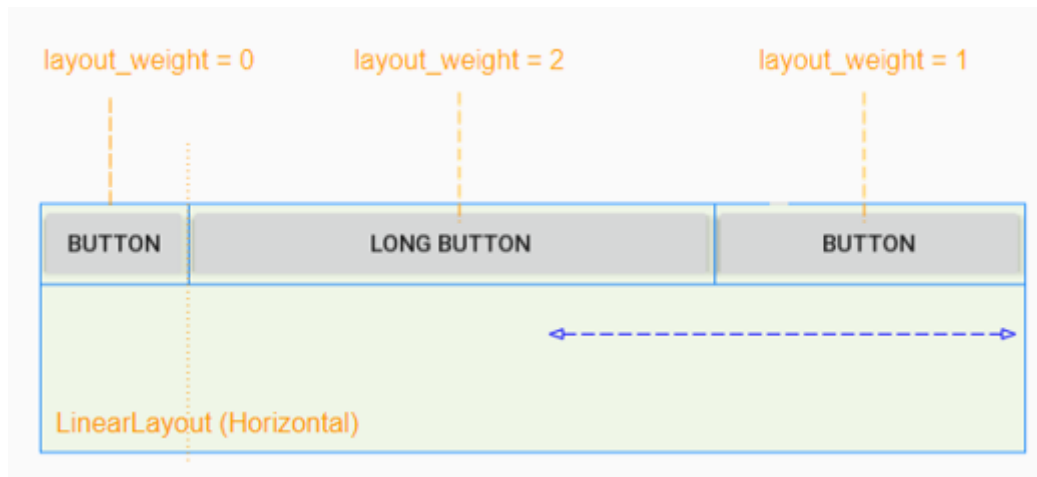 layout_weight = 0 layout_weight = 2 layout_weight = 1
BUTTON LONG BUTTON BUTTON
LinearLayout (Horizontal)